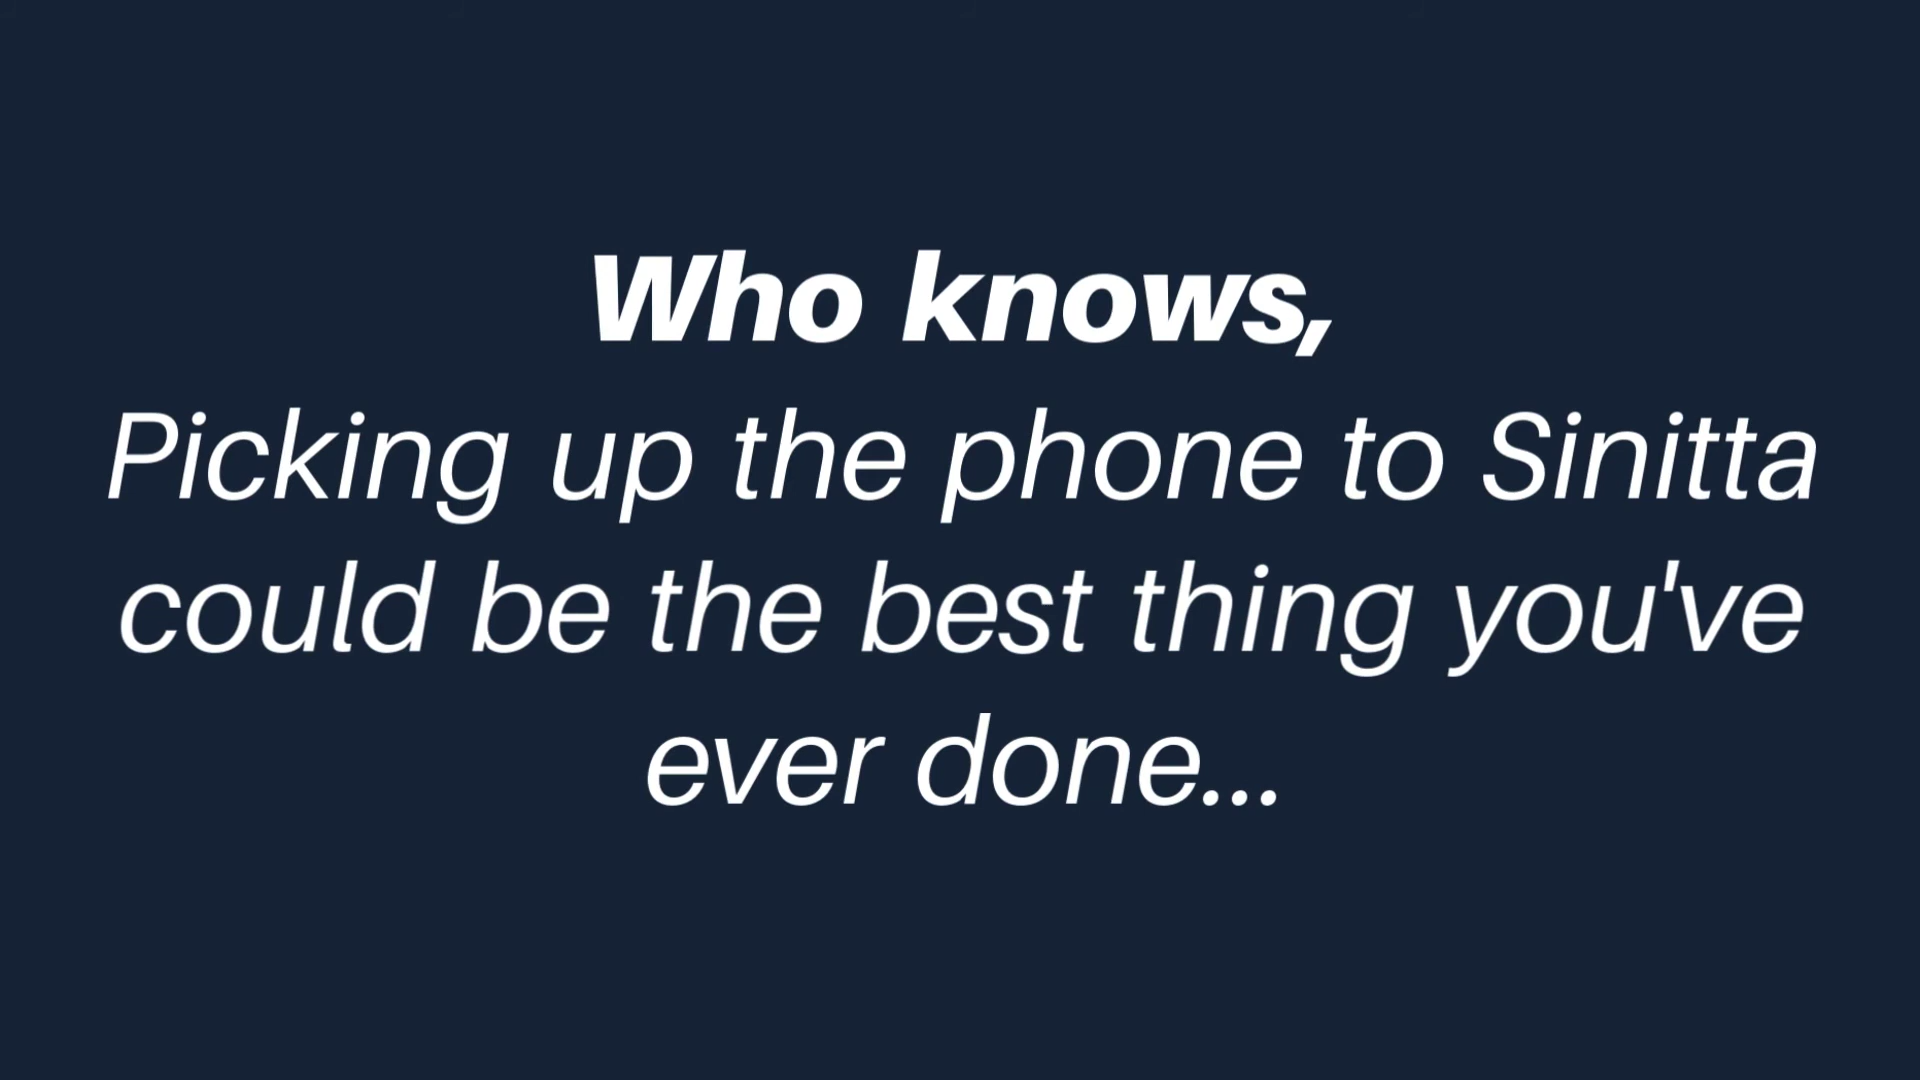 Who knows,
Picking up the phone to Sinitta
could be the best thing you've
ever done...